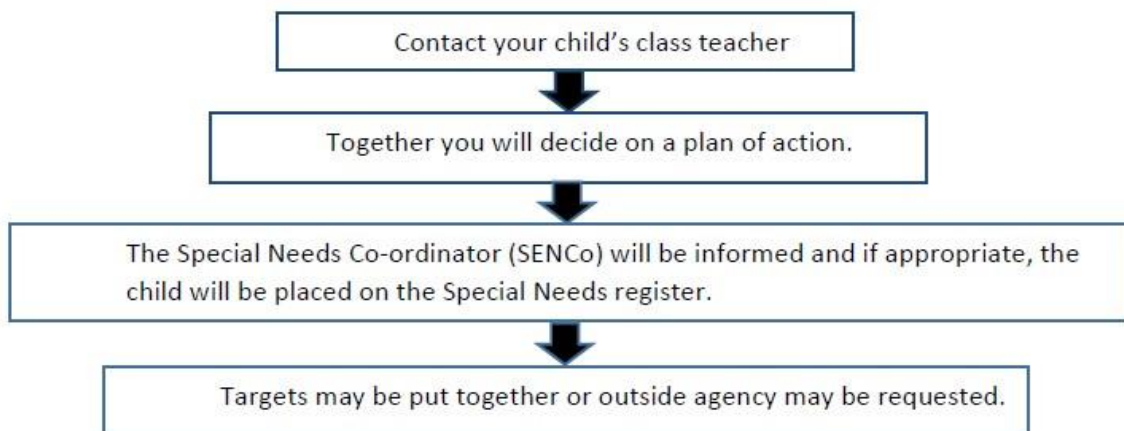 Contact your child’s class teacher
Together you will decide on a plan of action.
The Special Needs Co-ordinator (SENCo) will be informed and if appropriate, the
child will be placed on the Special Needs register.
Targets may be put together or outside agency may be requested.